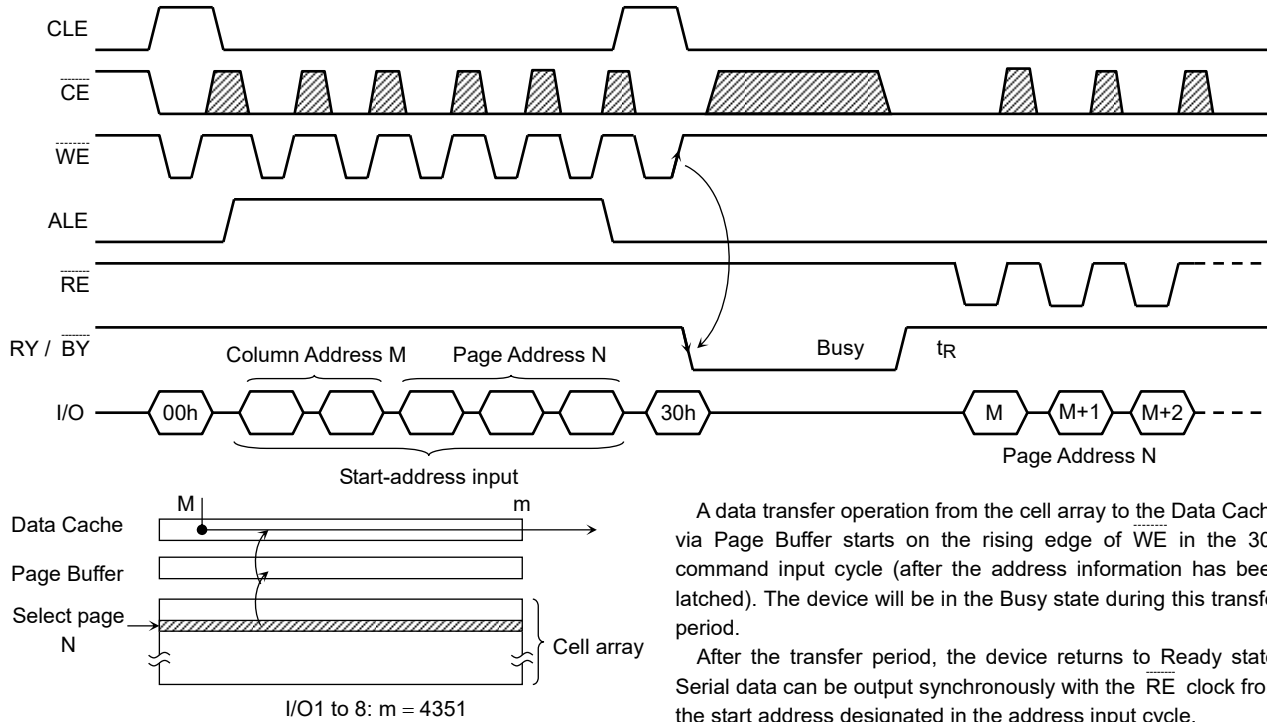 CLE
CE
WE
ALE
RE
RY / BY
Busy
tR
Column Address M
Page Address N
I/O
00h
30h
M
M+1
M+2
Start-address input
Page Address N
M
m
Data Cache
Page Buffer
Select page
N
Cell array
I/O1 to 8: m = 4351
A data transfer operation from the cell array to the Data Cach
via Page Buffer starts on the rising edge of WE in the 30
command input cycle (after the address information has bee
latched). The device will be in the Busy state during this transfe
period.
After the transfer period, the device returns to Ready state
Serial data can be output synchronously with the RE clock fro
the start address designated in the address input cycle.